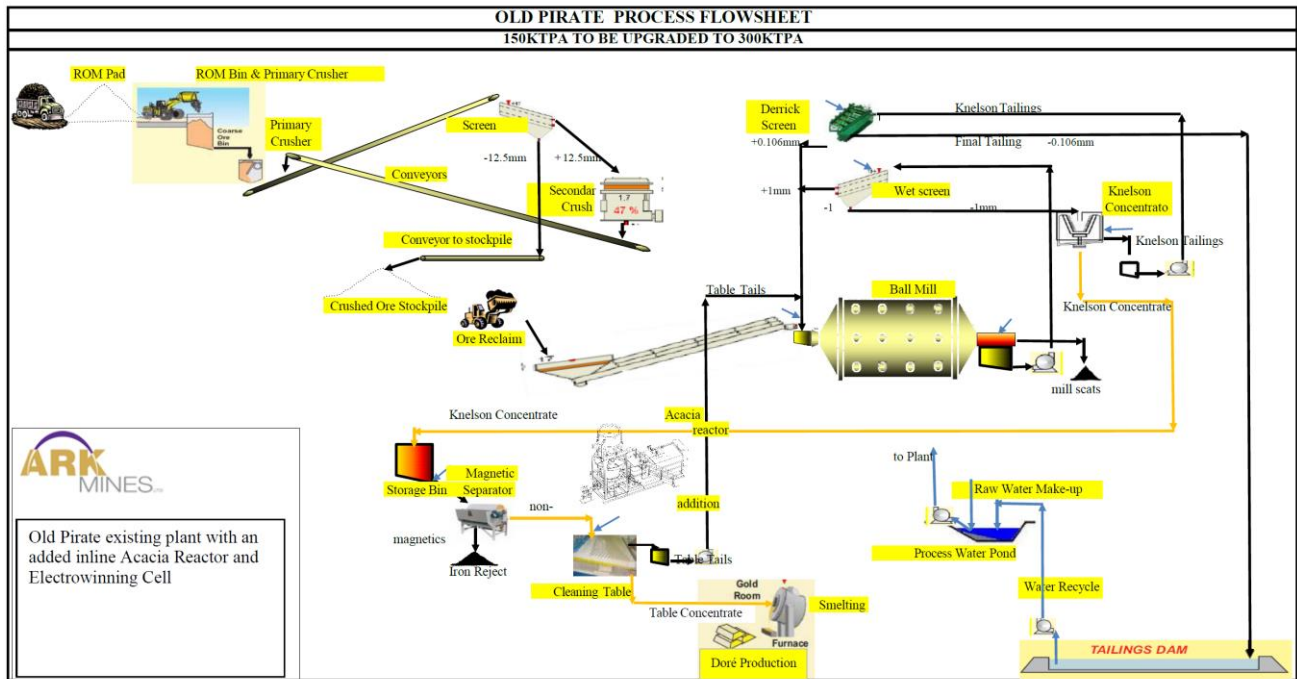 OLD PIRATE PROCESS FLOWSHEET
150KTPA TO BE UPGRADED TO 300KTPA
ROM Pad
ROM Bin & Primary Crusher
Coarse
Ore
Bin
Primary
Crusher
Screen
-12.5mm
+12.5mm
Conveyors
Secondar
Crush
1.7
47 %
Conveyor to stockpile
Crushed Ore Stockpile
Ore Reclaim
Derrick
Screen
+0.106mm
Knelson Tailings
Final Tailing
-0.106mm
Wet screen
+1mm
-1
-1mm
Knelson
Concentrato
Knelson Tailings
Table Tails
Ball Mill
Knelson Concentrate
mill scats
Knelson Concentrate
Acacia
reactor
addition
Storage Bin
Magnetic
Separator
non-
magnetics
Iron Reject
Table Tails
Cleaning Table
Table Concentrate
Gold
Room
Smelting
Furnace
Doré Production
to Plant
Raw Water Make-up
Process Water Pond
Water Recycle
TAILINGS DAM
ARK
MINES
Old Pirate existing plant with an
added inline Acacia Reactor and
Electrowinning Cell